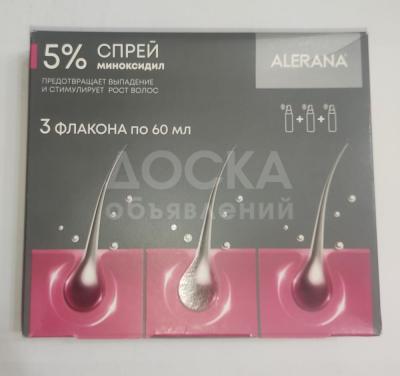 5% СПРЕЙ
МИНОКСИДИЛ
ПРЕДОТВРАЩАЕТ ВЫПАДЕНИЕ
И СТИМУЛИРУЕТ РОСТ ВОЛОС
ALERANA®
3 ФЛАКОНА ПО 60 МЛ
ДОСКА
объявлений